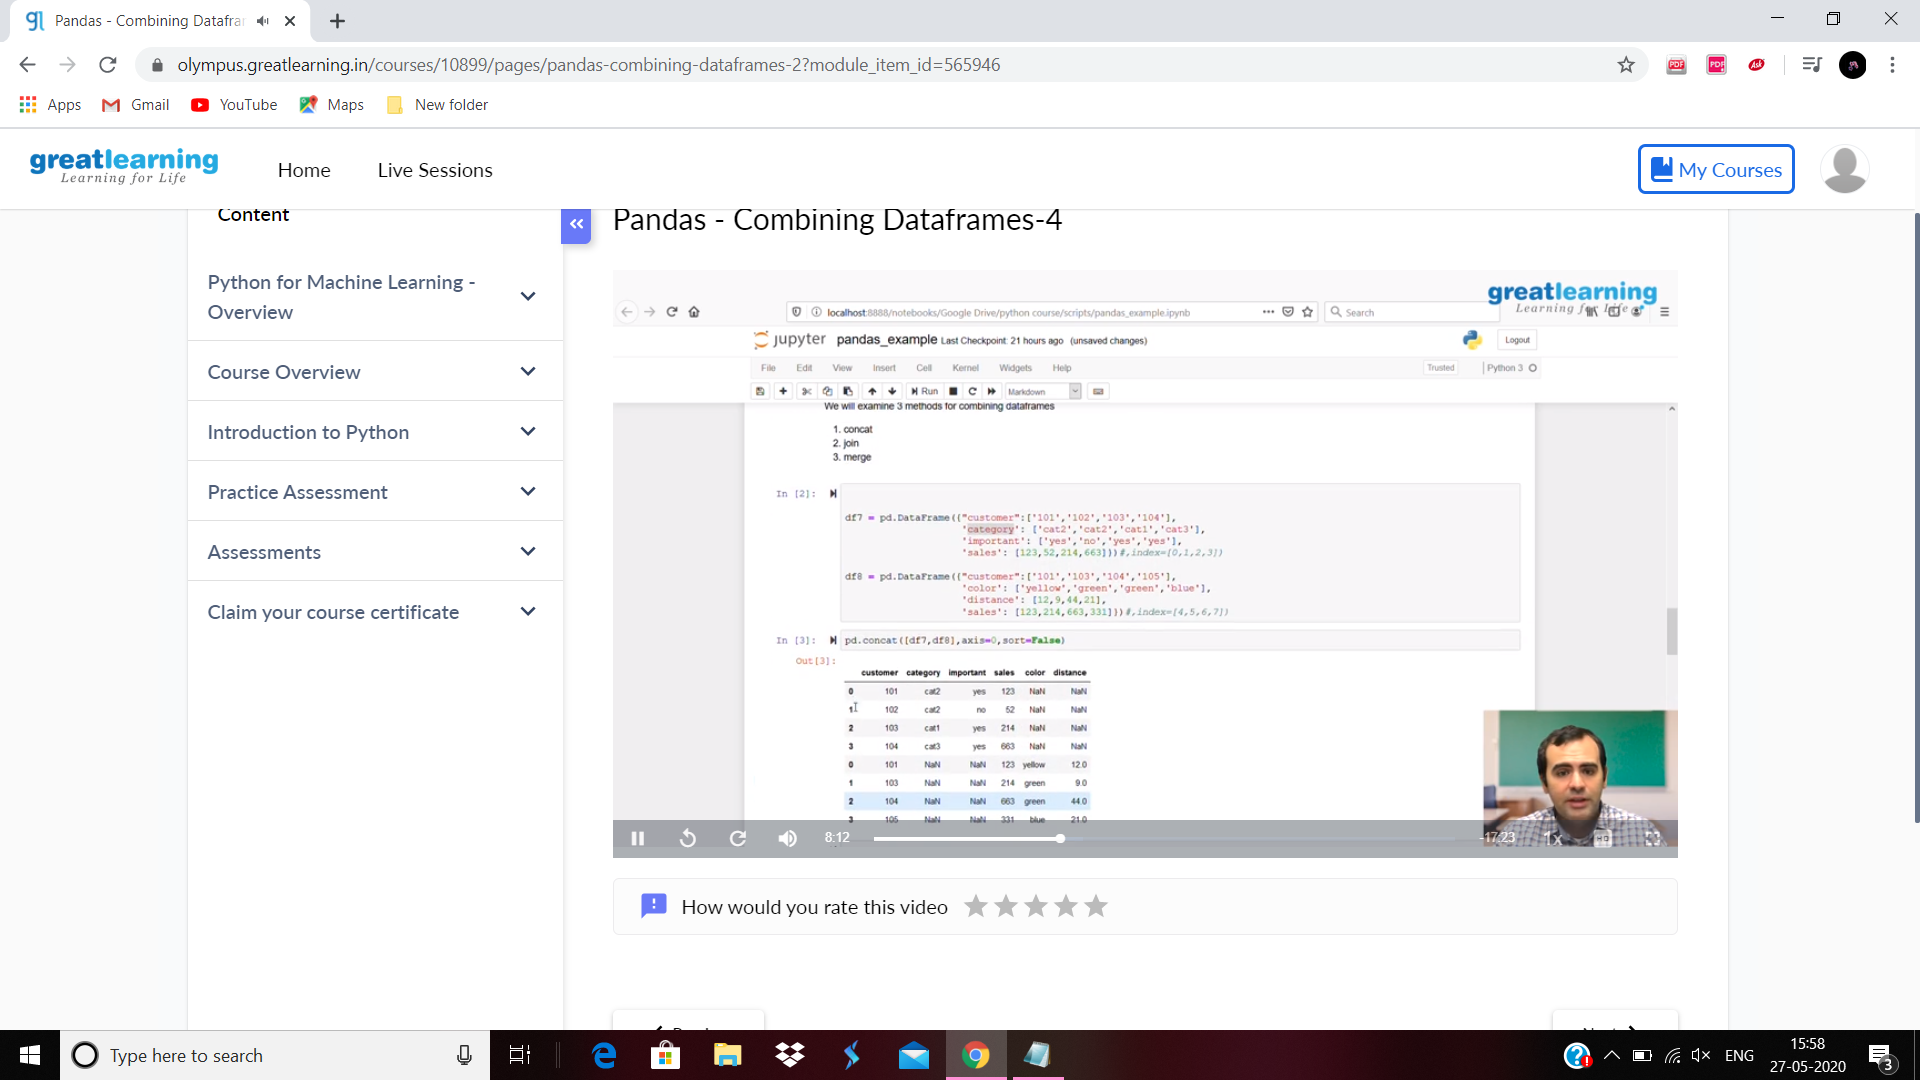 Pandas - Combining Datafrar
olympus.greatlearning.in/courses/10899/pages/pandas-combining-dataframes-2?module_item_id=565946
Apps Gmail YouTube Maps New folder
greatlearning
Learning for Life
Home Live Sessions
My Courses
Content
Python for Machine Learning -
Overview
Course Overview
Introduction to Python
Practice Assessment
Assessments
Claim your course certificate
Pandas - Combining Dataframes-4
greatlearning
Learning for Life
localhost:8888/notebooks/Google Drive/python course/scripts/pandas_example.ipynb
Search
jupyter pandas_example Last Checkpoint: 21 hours ago (unsaved changes)
Logout
File Edit View Insert Cell Kernel Widgets Help
Trusted Python 3
Run Markdown
We will examine 3 methods for combining dataframes
1. concat
2. join
3. merge
In [2]:
df7 = pd.DataFrame({"customer":['101','102','103','104'],
'category': ['cat2','cat2','cat1','cat3'],
'important': ['yes','no','yes','yes'],
'sales': [123,52,214,663]})#,index=[0,1,2,3])
df8 = pd.DataFrame({"customer":['101','103','104','105'],
'color': ['yellow','green','green','blue'],
'distance': [12,9,44,21],
'sales': [123,214,663,331]})#,index=[4,5,6,7])
In [3]: pd.concat([df7,df8],axis=0,sort=False)
Out[3]:
customer category important sales color distance
0 101 cat2 yes 123 NaN NaN
1 102 cat2 no 52 NaN NaN
2 103 cat1 yes 214 NaN NaN
3 104 cat3 yes 663 NaN NaN
0 101 NaN NaN 123 yellow 12.0
1 103 NaN NaN 214 green 9.0
2 104 NaN NaN 663 green 44.0
3 105 NaN NaN 331 blue 21.0
8:12 -17:23 1x
How would you rate this video
Type here to search
ENG
15:58
27-05-2020
3